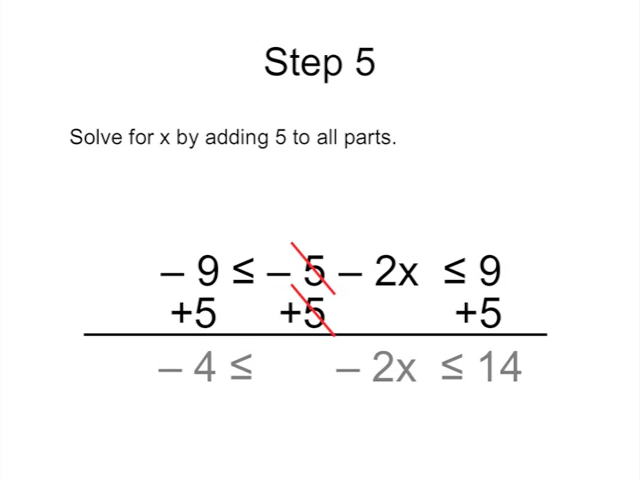 Step 5
Solve for x by adding 5 to all parts.
– 9 ≤ – 5 – 2x ≤ 9
+5 +5 +5
– 4 ≤ – 2x ≤ 14